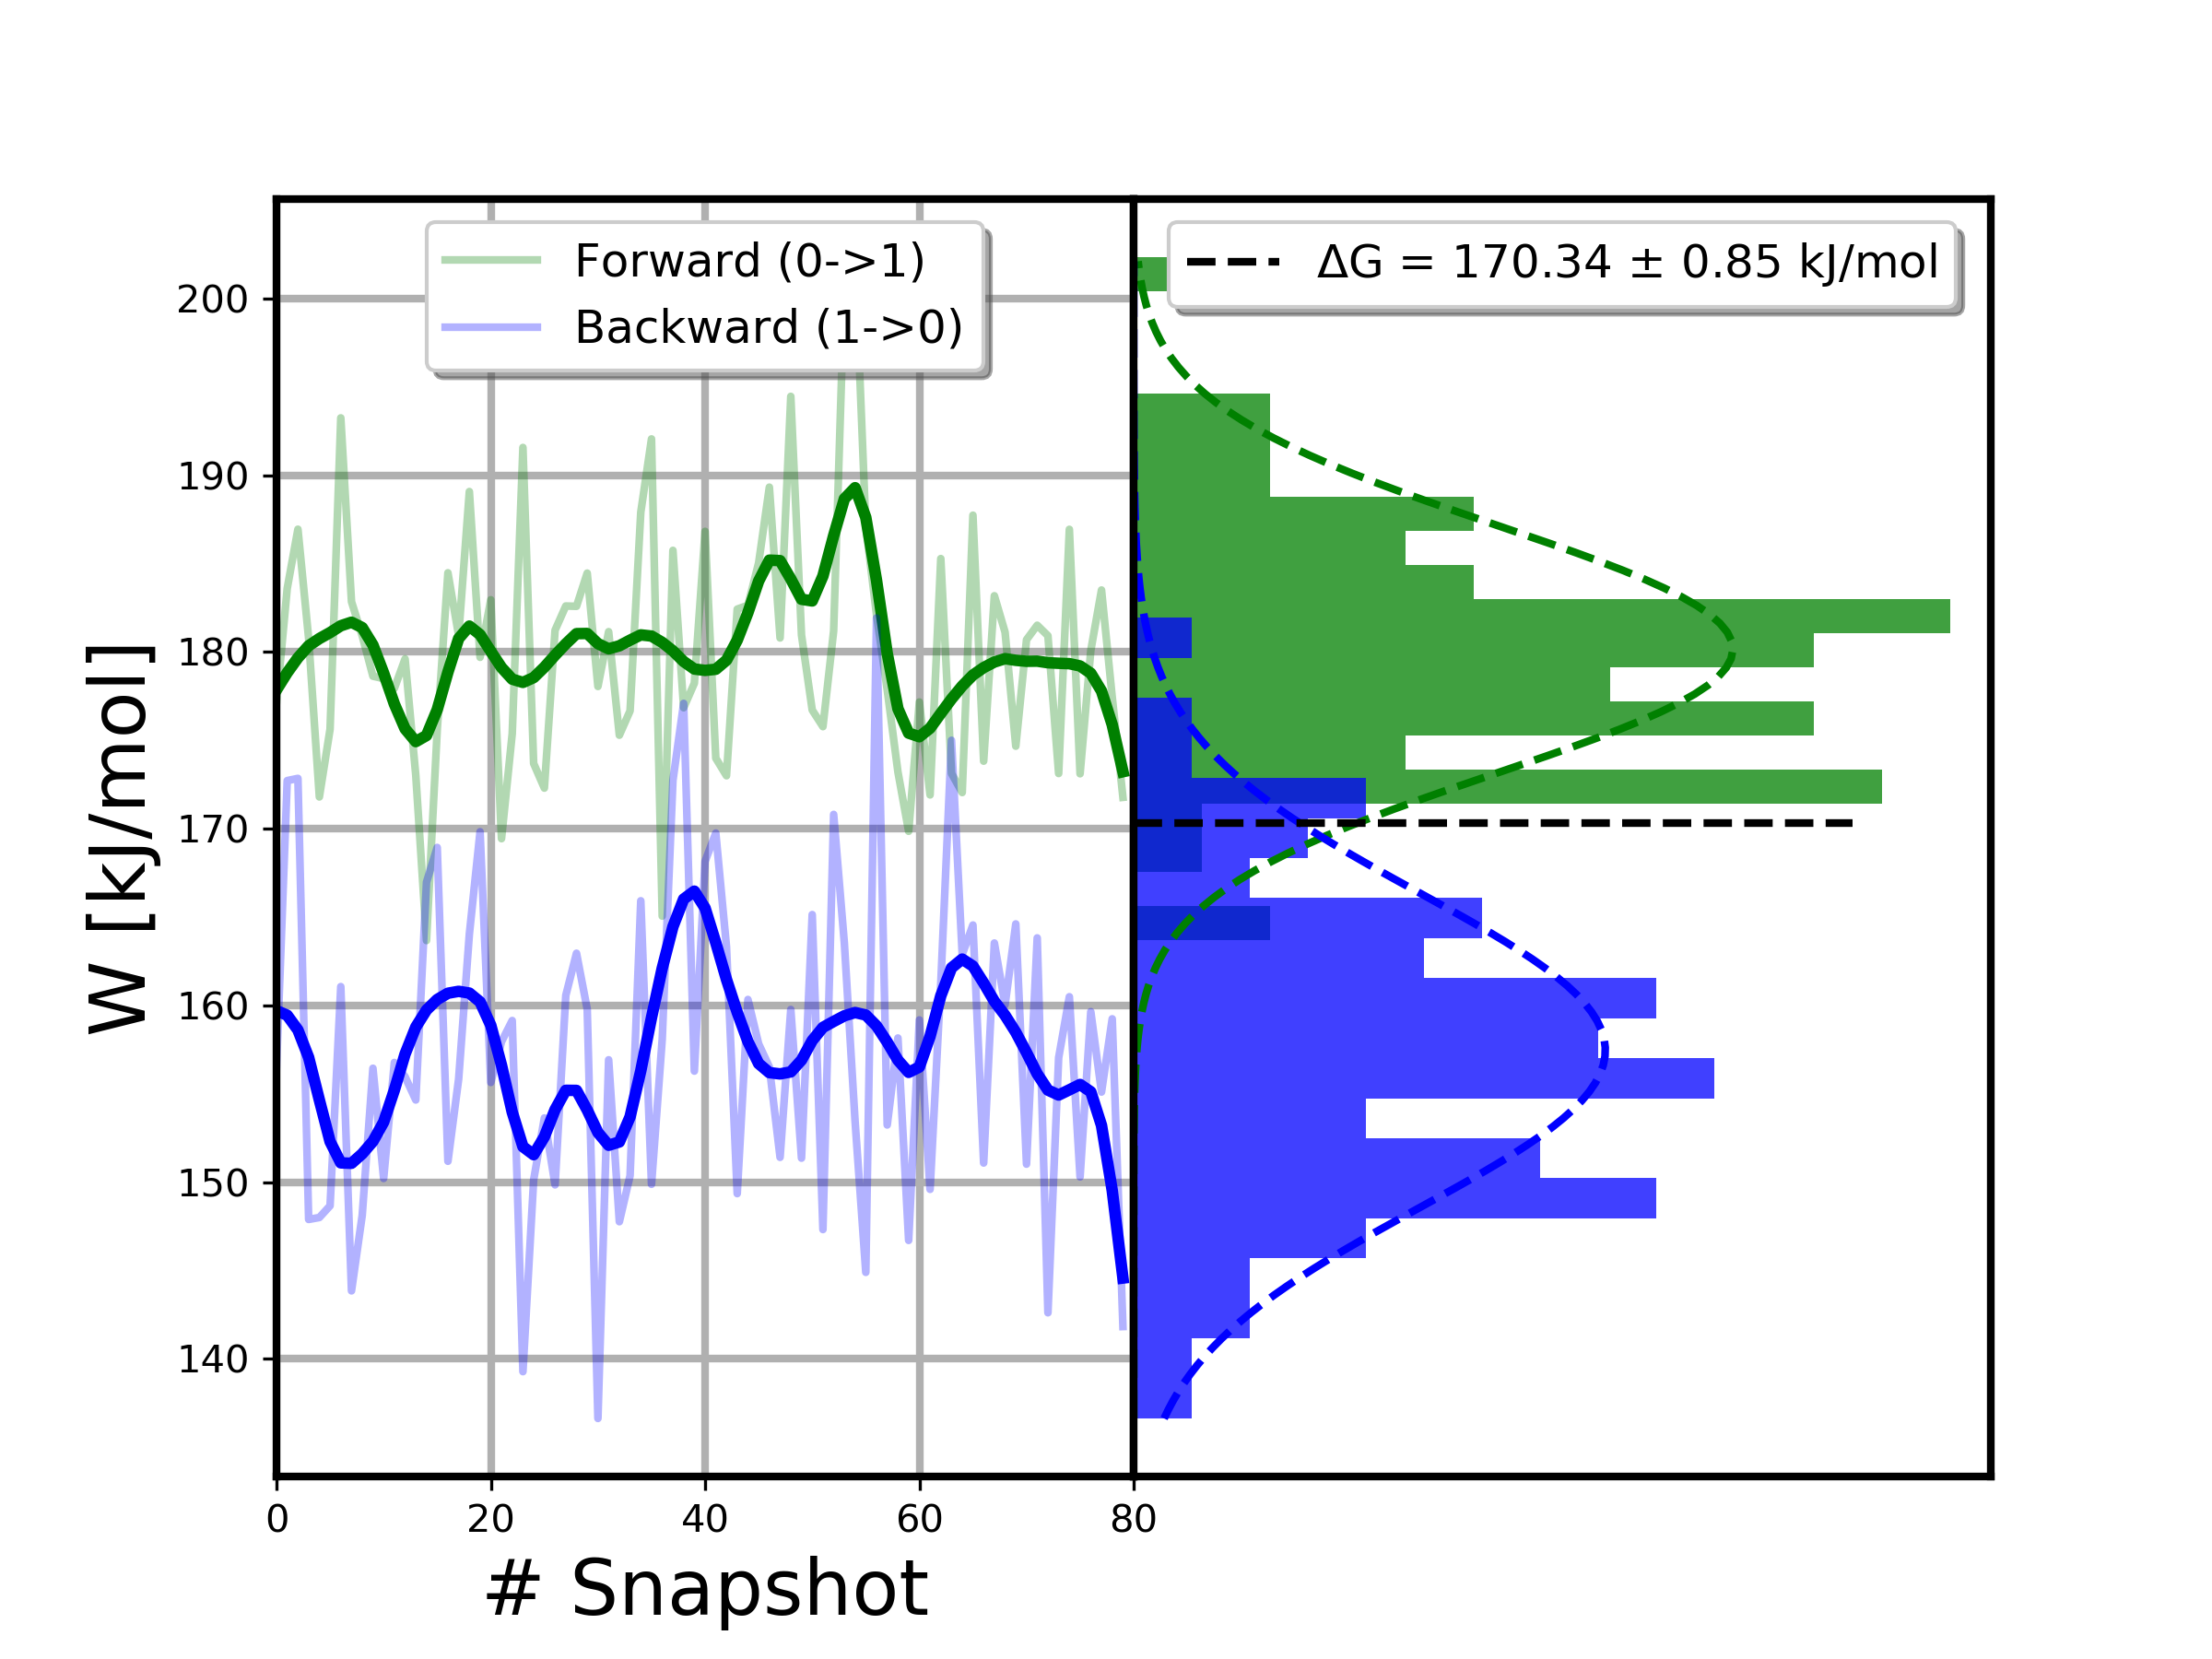 Forward (0->1)
Backward (1->0)
ΔG = 170.34 ± 0.85 kJ/mol
W [kJ/mol]
200
190
180
170
160
150
140
0 20 40 60 80
# Snapshot